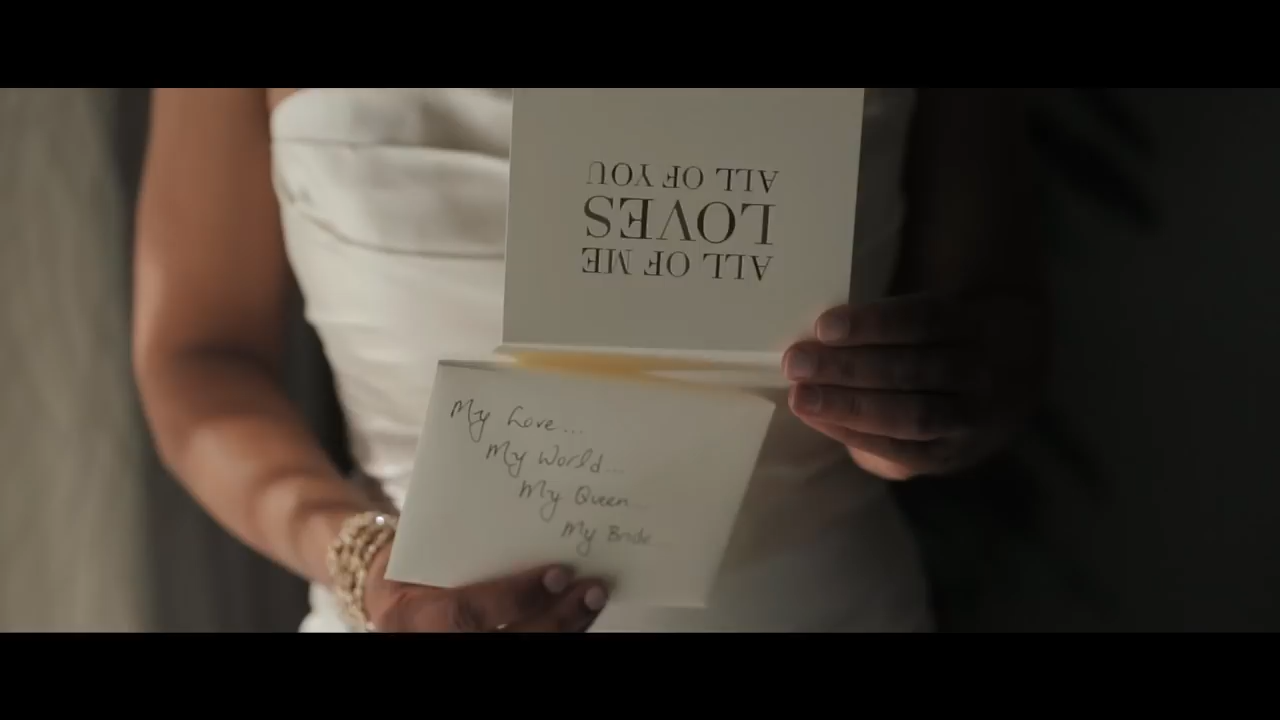 ALL OF ME
LOVES
ALL OF YOU
My Love...
My World...
My Queen...
My Bride...